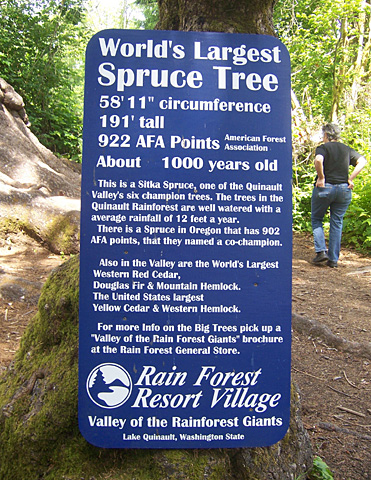 World's Largest
Spruce Tree
58' 11" circumference
191' tall
922 AFA Points American Forest Association
About 1000 years old
This is a Sitka Spruce, one of the Quinault
Valley's six champion trees. The trees in the
Quinault Rainforest are well watered with a
average rainfall of 12 feet a year.
There is a Spruce in Oregon that has 902
AFA points, that they named a co-champion.
Also in the Valley are the World's Largest
Western Red Cedar,
Douglas Fir & Mountain Hemlock.
The United States largest
Yellow Cedar & Western Hemlock.
For more Info on the Big Trees pick up a
"Valley of the Rain Forest Giants" brochure
at the Rain Forest General Store.
Rain Forest
Resort Village
Valley of the Rainforest Giants
Lake Quinault, Washington State